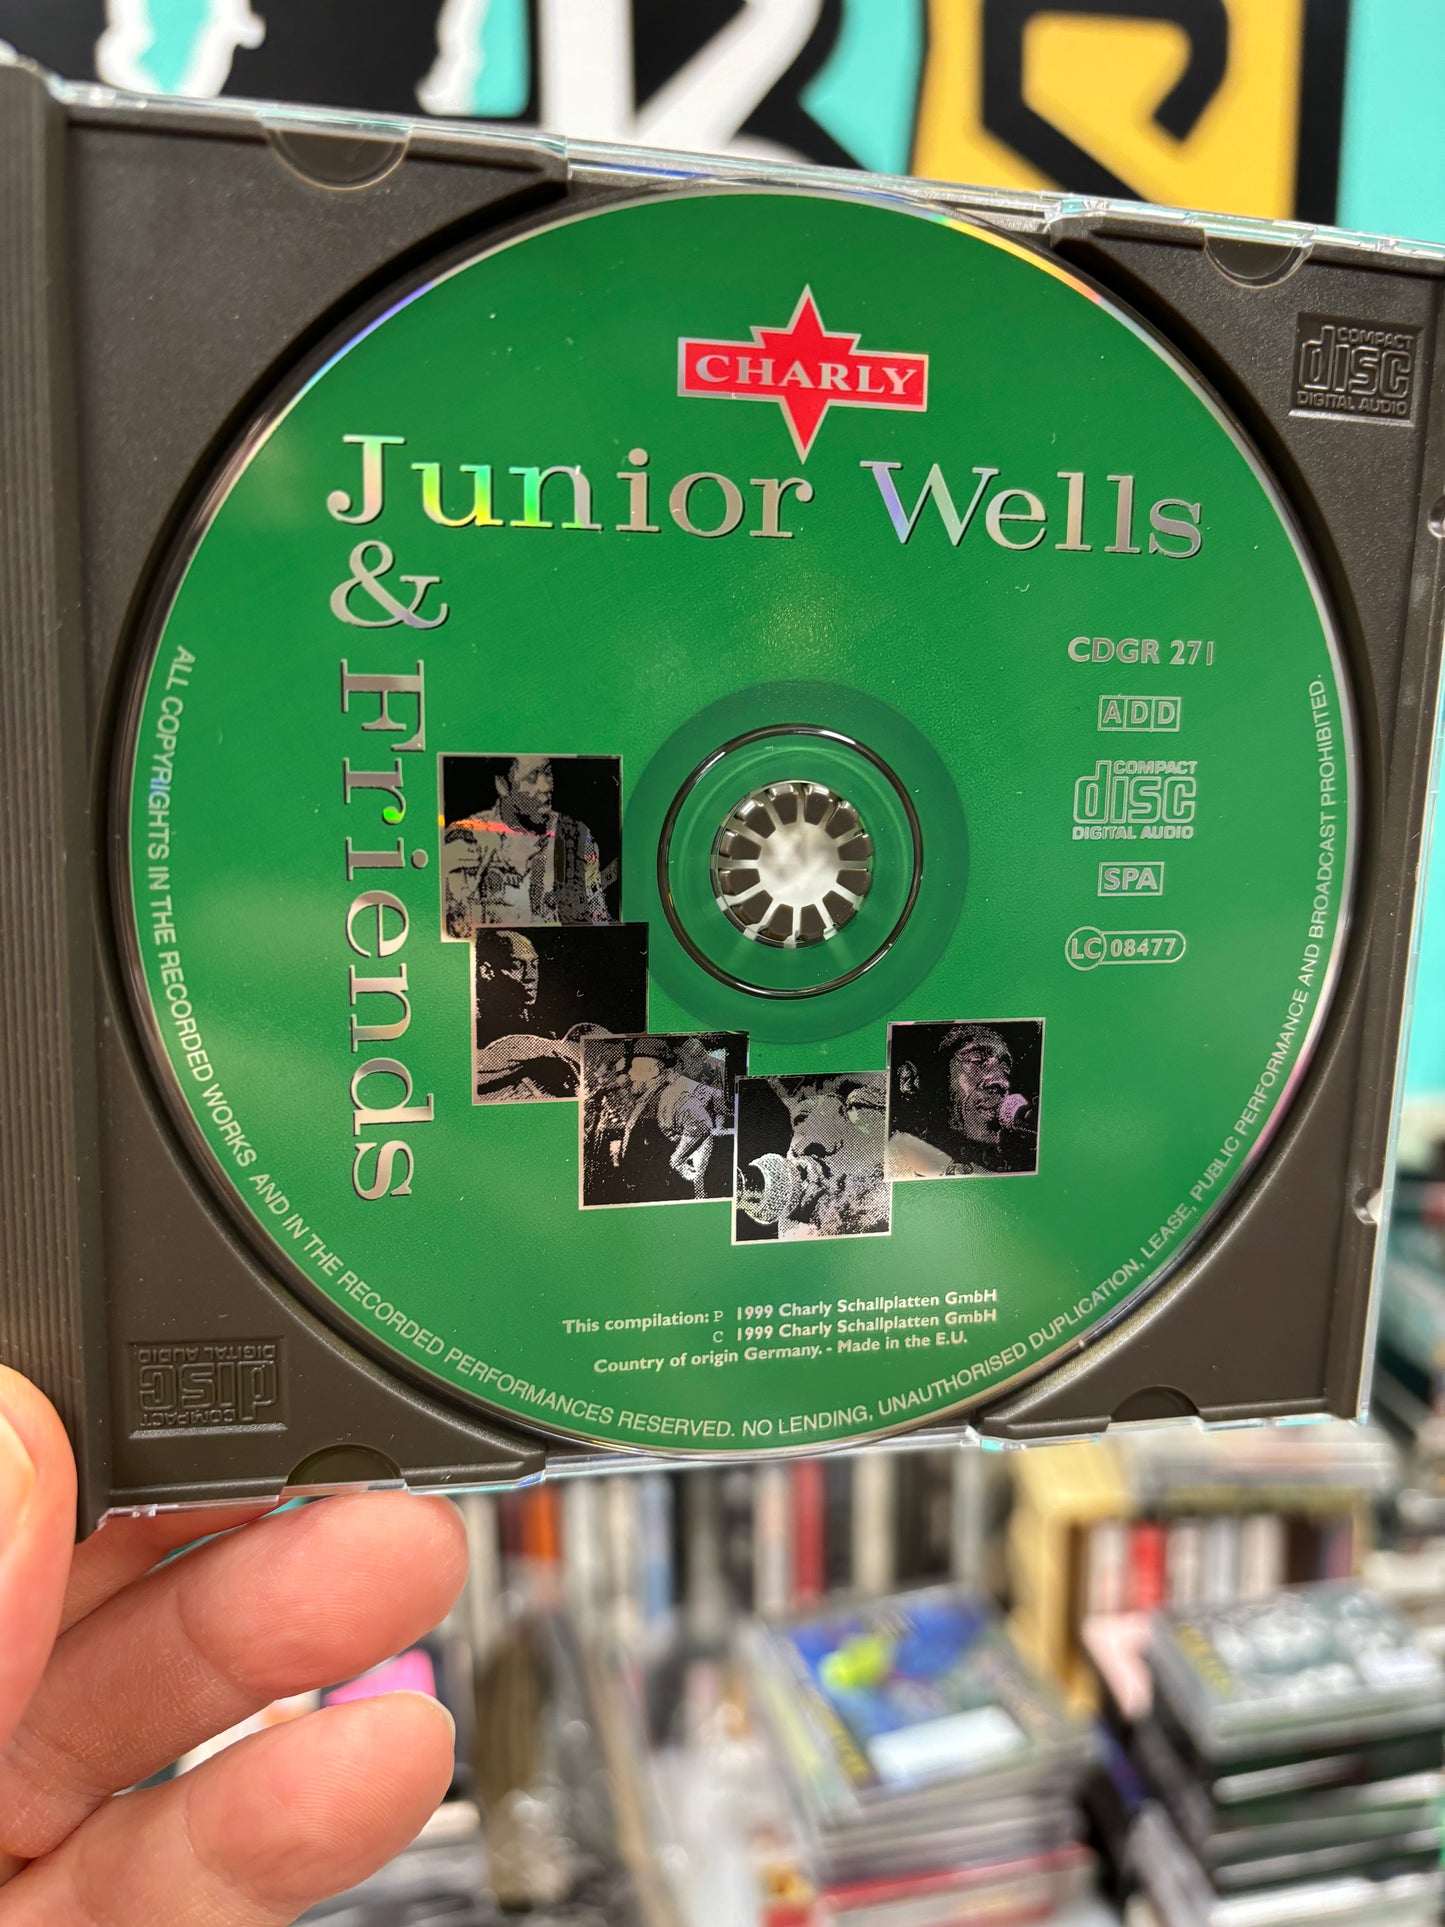 CHARLY
Junior Wells
& Friends
CDGR 271
ADD
COMPACT
disc
DIGITAL AUDIO
SPA
LC 08477
This compilation: P 1999 Charly Schallplatten GmbH
C 1999 Charly Schallplatten GmbH
Country of origin Germany. - Made in the E.U.
ALL COPYRIGHTS IN THE RECORDED WORKS AND IN THE RECORDED PERFORMANCES RESERVED. NO LENDING, UNAUTHORISED DUPLICATION, LEASE, PUBLIC PERFORMANCE AND BROADCAST PROHIBITED.
COMPACT
disc
DIGITAL AUDIO
COMPACT
disc
DIGITAL AUDIO